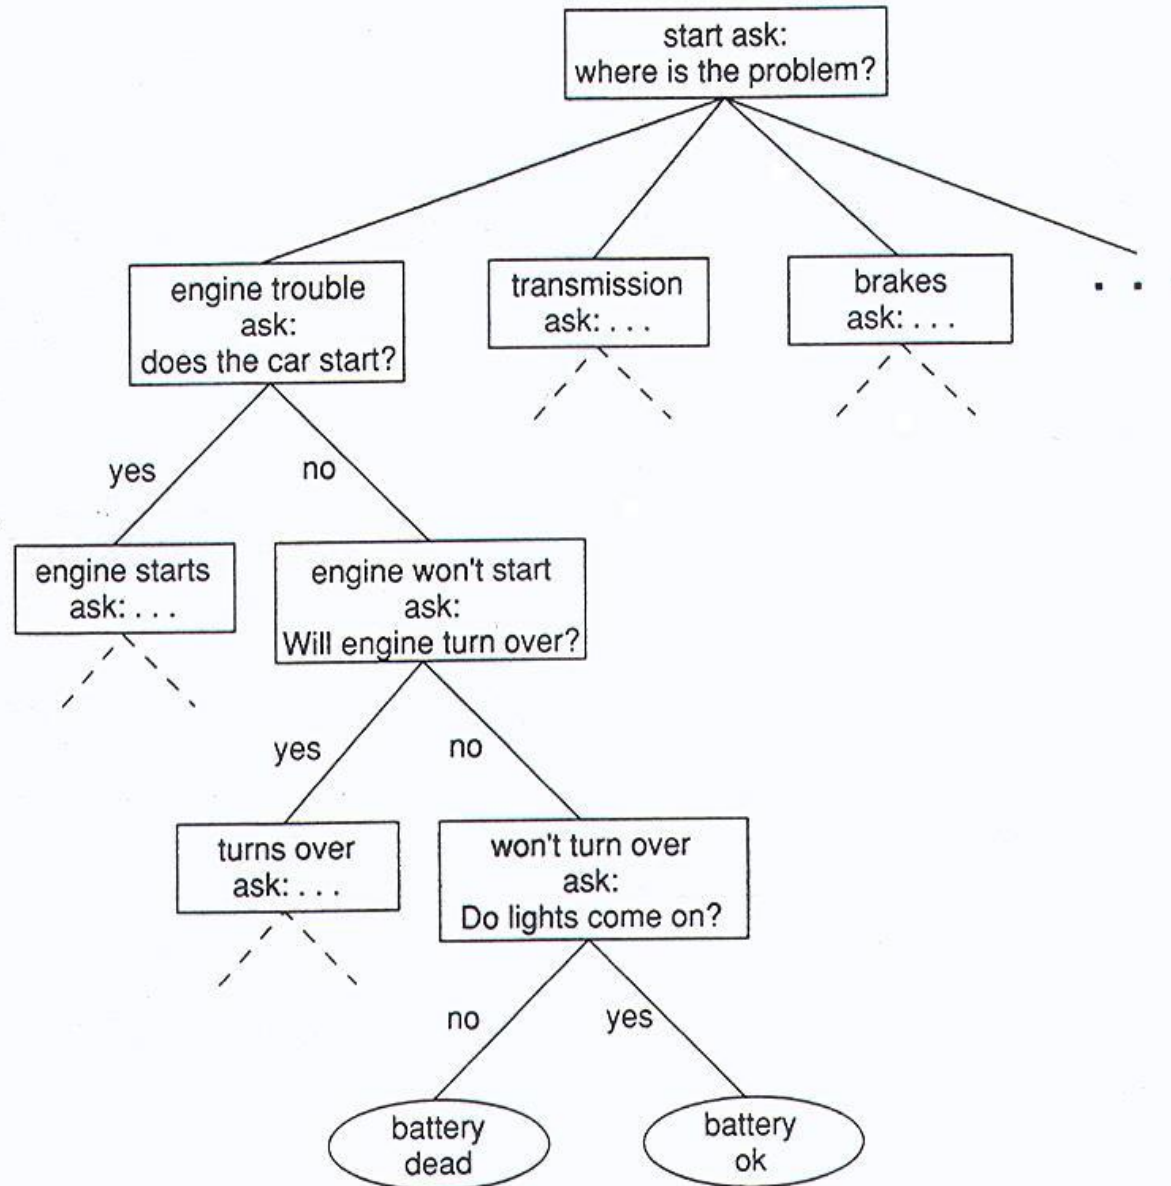 start ask:
where is the problem?
engine trouble
ask:
does the car start?
transmission
ask: . . .
brakes
ask: . . .
. .
yes
no
engine starts
ask: . . .
engine won't start
ask:
Will engine turn over?
yes
no
turns over
ask: . . .
won't turn over
ask:
Do lights come on?
no
yes
battery
dead
battery
ok